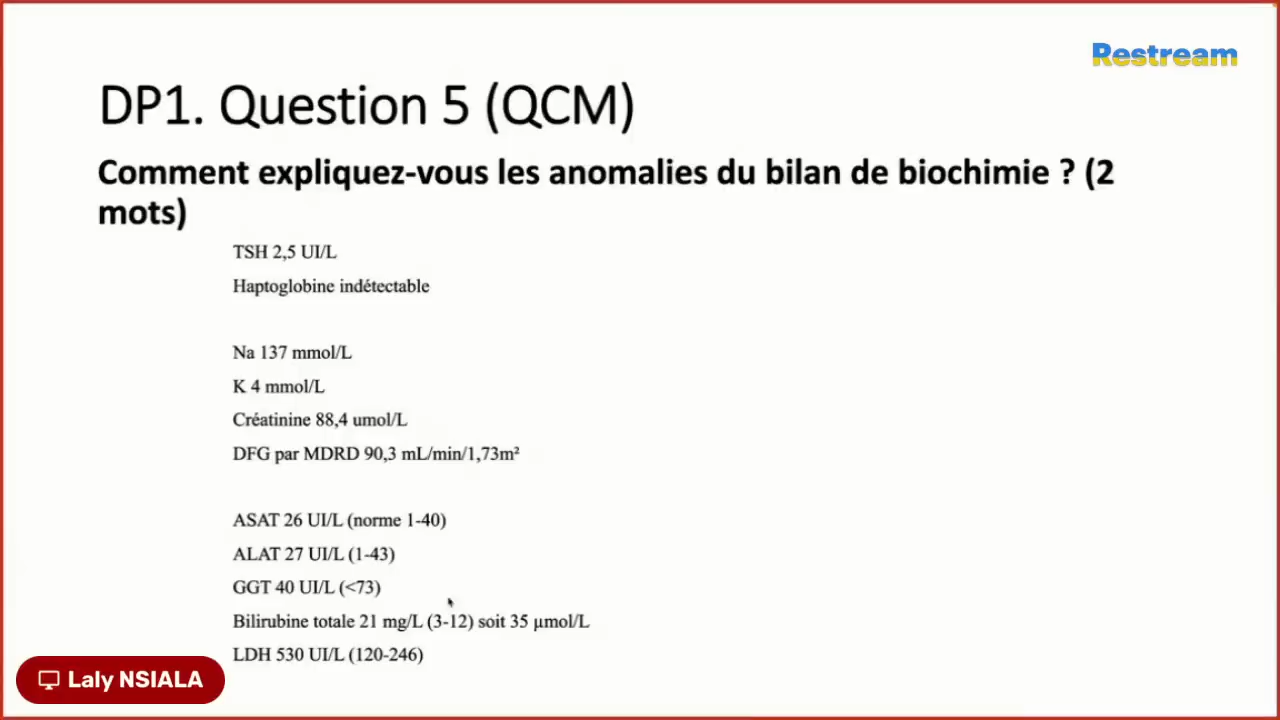 Restream
DP1. Question 5 (QCM)
Comment expliquez-vous les anomalies du bilan de biochimie ? (2
mots)
TSH 2,5 UI/L
Haptoglobine indétectable
Na 137 mmol/L
K 4 mmol/L
Créatinine 88,4 umol/L
DFG par MDRD 90,3 mL/min/1,73m²
ASAT 26 UI/L (norme 1-40)
ALAT 27 UI/L (1-43)
GGT 40 UI/L (<73)
Bilirubine totale 21 mg/L (3-12) soit 35 µmol/L
LDH 530 UI/L (120-246)
Laly NSIALA